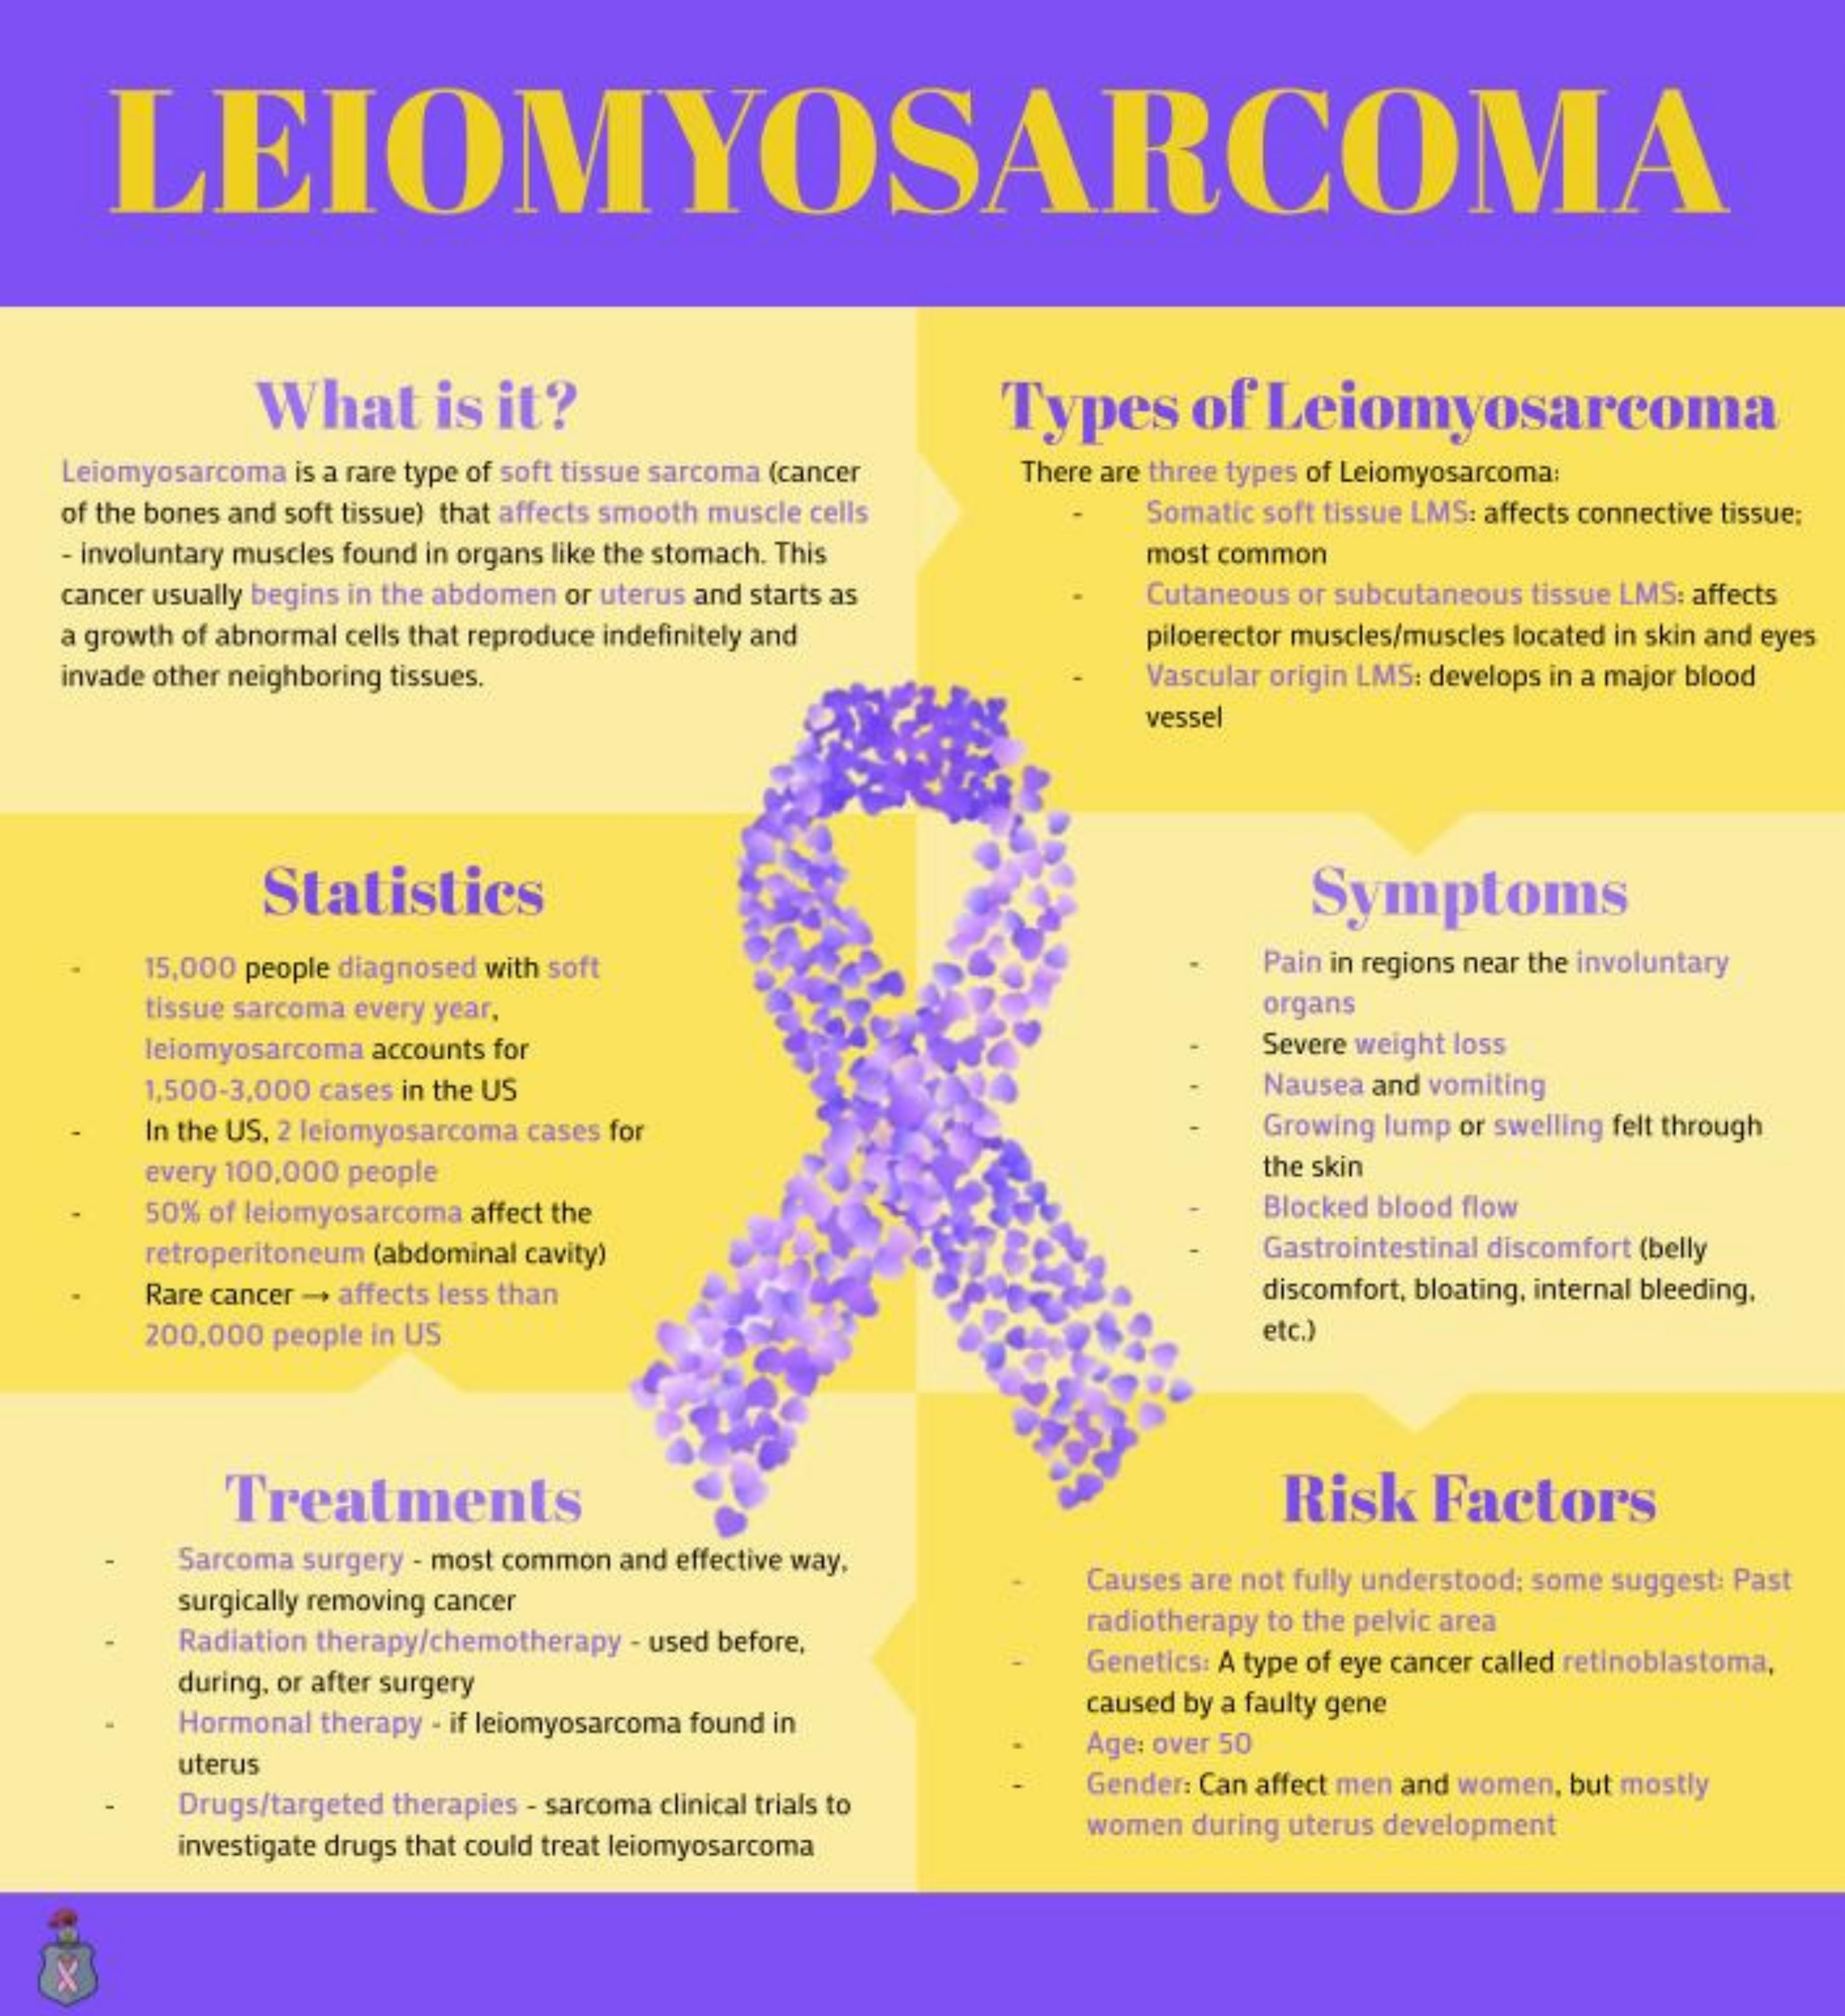 LEIOMYOSARCOMA
What is it?
Leiomyosarcoma is a rare type of soft tissue sarcoma (cancer
of the bones and soft tissue) that affects smooth muscle cells
- involuntary muscles found in organs like the stomach. This
cancer usually begins in the abdomen or uterus and starts as
a growth of abnormal cells that reproduce indefinitely and
invade other neighboring tissues.
Types of Leiomyosarcoma
There are three types of Leiomyosarcoma:
- Somatic soft tissue LMS: affects connective tissue;
most common
- Cutaneous or subcutaneous tissue LMS: affects
piloerector muscles/muscles located in skin and eyes
- Vascular origin LMS: develops in a major blood
vessel
Statistics
- 15,000 people diagnosed with soft
tissue sarcoma every year,
leiomyosarcoma accounts for
1,500-3,000 cases in the US
- In the US, 2 leiomyosarcoma cases for
every 100,000 people
- 50% of leiomyosarcoma affect the
retroperitoneum (abdominal cavity)
- Rare cancer → affects less than
200,000 people in US
Symptoms
- Pain in regions near the involuntary
organs
- Severe weight loss
- Nausea and vomiting
- Growing lump or swelling felt through
the skin
- Blocked blood flow
- Gastrointestinal discomfort (belly
discomfort, bloating, internal bleeding,
etc.)
Treatments
- Sarcoma surgery - most common and effective way,
surgically removing cancer
- Radiation therapy/chemotherapy - used before,
during, or after surgery
- Hormonal therapy - if leiomyosarcoma found in
uterus
- Drugs/targeted therapies - sarcoma clinical trials to
investigate drugs that could treat leiomyosarcoma
Risk Factors
- Causes are not fully understood; some suggest: Past
radiotherapy to the pelvic area
- Genetics: A type of eye cancer called retinoblastoma,
caused by a faulty gene
- Age: over 50
- Gender: Can affect men and women, but mostly
women during uterus development